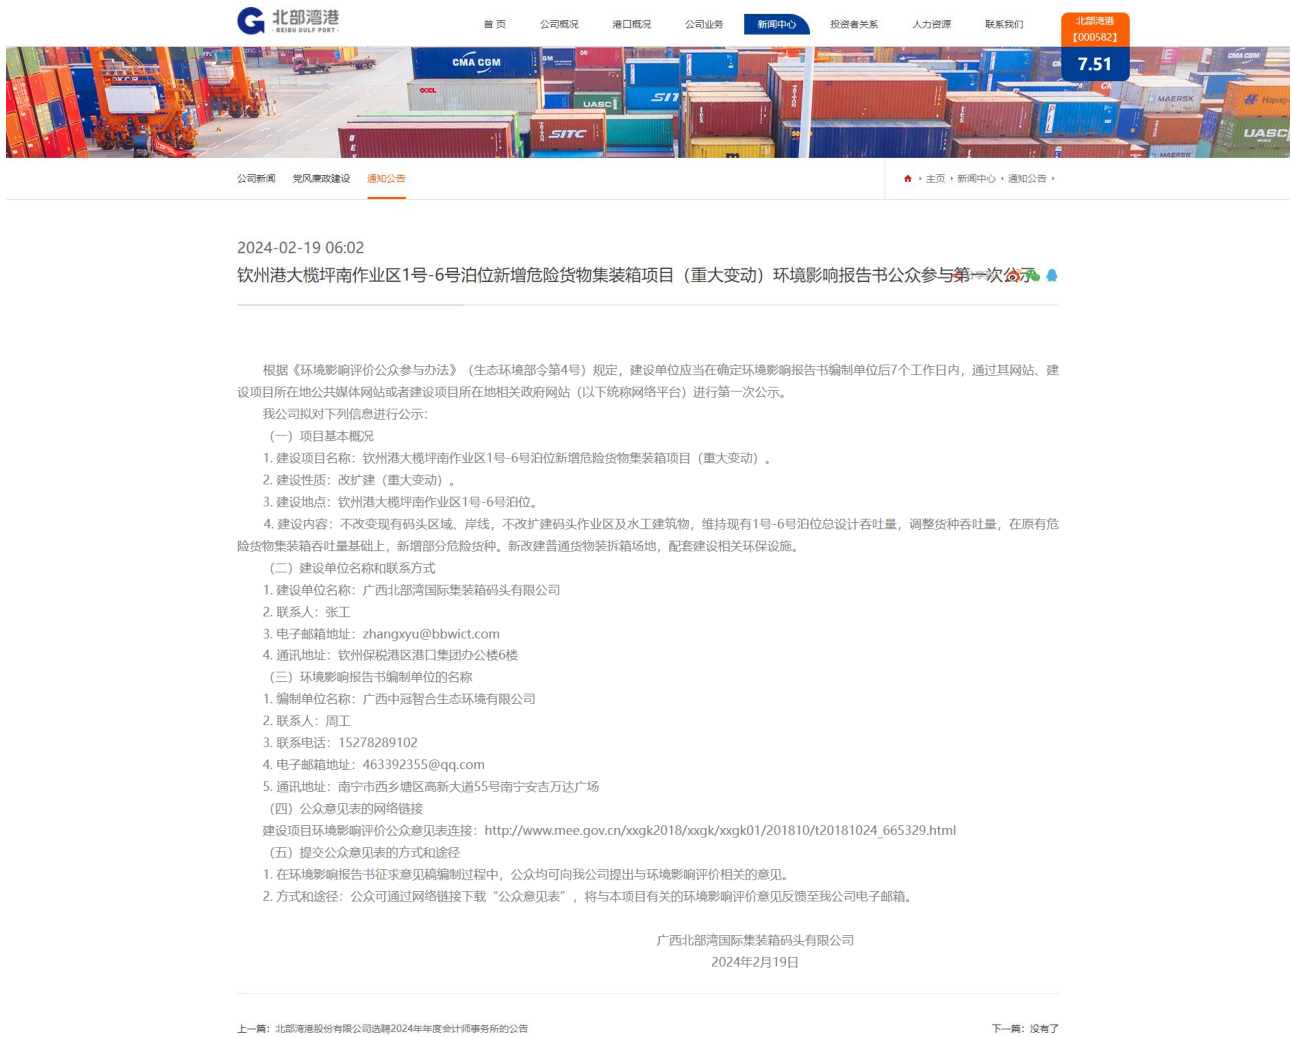 北部湾港
BEIBU GULF PORT
首 页
公司概况
港口概况
公司业务
新闻中心
投资者关系
人力资源
联系我们
北部湾港
【000582】
7.51
CMA CGM
OOCL
UASC
SITC
MAERSK
UASC
公司新闻
党风廉政建设
通知公告
主页
新闻中心
通知公告
2024-02-19 06:02
钦州港大榄坪南作业区1号-6号泊位新增危险货物集装箱项目（重大变动）环境影响报告书公众参与第一次公示
根据《环境影响评价公众参与办法》（生态环境部令第4号）规定，建设单位应当在确定环境影响报告书编制单位后7个工作日内，通过其网站、建
设项目所在地公共媒体网站或者建设项目所在地相关政府网站（以下统称网络平台）进行第一次公示。
我公司拟对下列信息进行公示：
（一）项目基本概况
1. 建设项目名称：钦州港大榄坪南作业区1号-6号泊位新增危险货物集装箱项目（重大变动）。
2. 建设性质：改扩建（重大变动）。
3. 建设地点：钦州港大榄坪南作业区1号-6号泊位。
4. 建设内容：不改变现有码头区域、岸线，不改扩建码头作业区及水工建筑物，维持现有1号-6号泊位总设计吞吐量，调整货种吞吐量，在原有危
险货物集装箱吞吐量基础上，新增部分危险货种。新改建普通货物装拆箱场地，配套建设相关环保设施。
（二）建设单位名称和联系方式
1. 建设单位名称：广西北部湾国际集装箱码头有限公司
2. 联系人：张工
3. 电子邮箱地址：zhangxyu@bbwict.com
4. 通讯地址：钦州保税港区港口集团办公楼6楼
（三）环境影响报告书编制单位的名称
1. 编制单位名称：广西中冠智合生态环境有限公司
2. 联系人：周工
3. 联系电话：15278289102
4. 电子邮箱地址：463392355@qq.com
5. 通讯地址：南宁市西乡塘区高新大道55号南宁安吉万达广场
（四）公众意见表的网络链接
建设项目环境影响评价公众意见表连接：http://www.mee.gov.cn/xxgk2018/xxgk/xxgk01/201810/t20181024_665329.html
（五）提交公众意见表的方式和途径
1. 在环境影响报告书征求意见稿编制过程中，公众均可向我公司提出与环境影响评价相关的意见。
2. 方式和途径：公众可通过网络链接下载“公众意见表”，将与本项目有关的环境影响评价意见反馈至我公司电子邮箱。
广西北部湾国际集装箱码头有限公司
2024年2月19日
上一篇：北部湾港股份有限公司选聘2024年年度会计师事务所的公告
下一篇：没有了